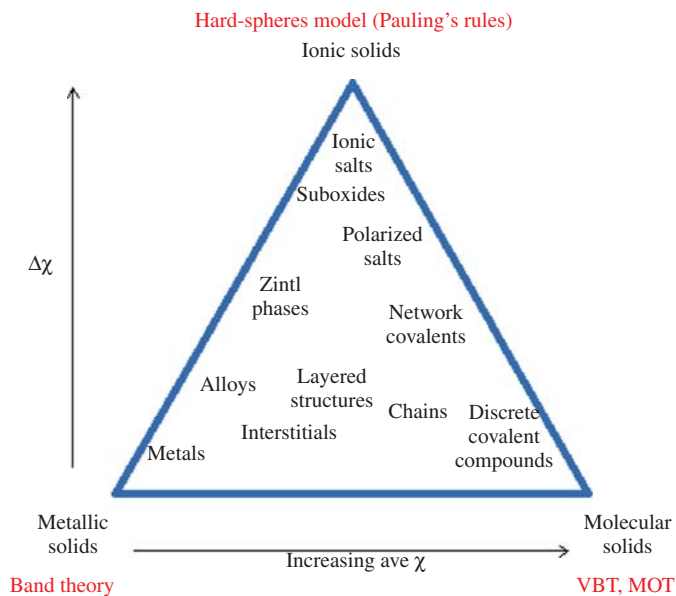 Hard-spheres model (Pauling's rules)
Ionic solids
Ionic
salts
Suboxides
Polarized
salts
Δχ
Zintl
phases
Network
covalents
Alloys
Layered
structures
Chains
Discrete
covalent
compounds
Interstitials
Metals
Metallic
solids
Increasing ave χ
Molecular
solids
Band theory
VBT, MOT